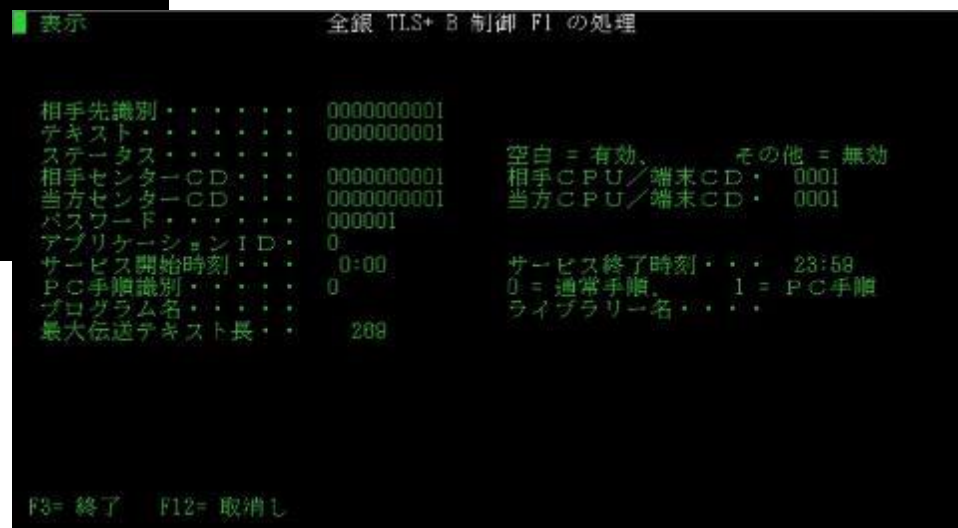 表示 全銀 TLS+ B 制御 F1 の処理
相手先識別・・・・・・ 0000000001
テキスト・・・・・・・ 0000000001
ステータス・・・・・・ 空白 = 有効、 その他 = 無効
相手センターCD・・・ 0000000001 相手CPU/端末CD・ 0001
当方センターCD・・・ 0000000001 当方CPU/端末CD・ 0001
パスワード・・・・・・ 000001
アプリケーションID・ 0
サービス開始時刻・・・ 0:00 サービス終了時刻・・・ 23:59
PC手順識別・・・・・ 0 0 = 通常手順、 1 = PC手順
プログラム名・・・・・ ライブラリー名・・・・
最大伝送テキスト長・・ 269
F3= 終了 F12= 取消し